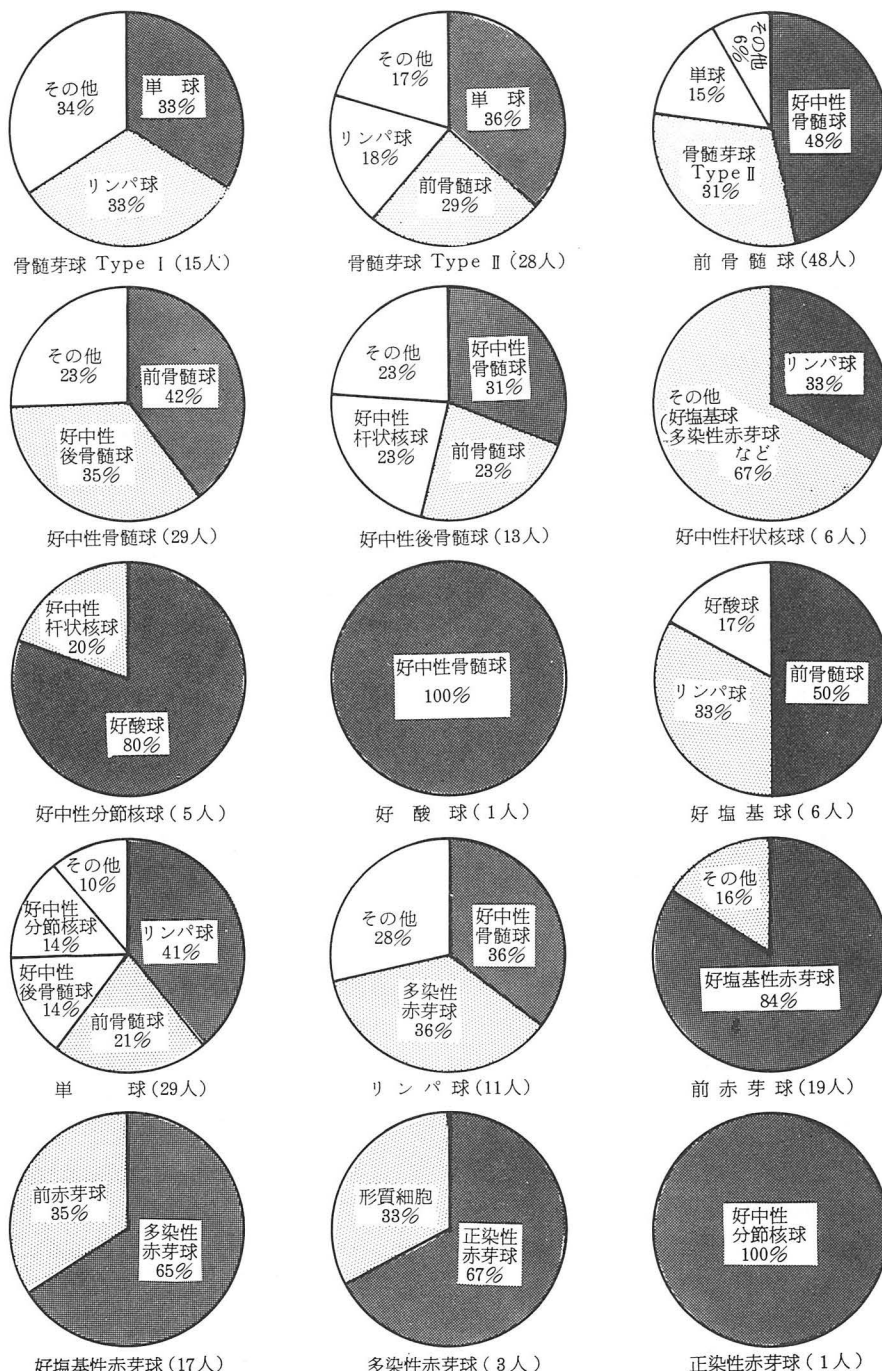 その他
34%
単球
33%
リンパ球
33%
骨髄芽球 Type Ⅰ (15人)
その他
17%
単球
36%
リンパ球
18%
前骨髄球
29%
骨髄芽球 Type Ⅱ (28人)
その他
6%
単球
15%
好中性
骨髄球
48%
骨髄芽球
Type Ⅱ
31%
前骨髄球(48人)
その他
23%
前骨髄球
42%
好中性
後骨髄球
35%
好中性骨髄球(29人)
その他
23%
好中性
骨髄球
31%
好中性
杆状核球
23%
前骨髄球
23%
好中性後骨髄球(13人)
リンパ球
33%
その他
(好塩基球
多染性赤芽球
など
67%
好中性杆状核球(6人)
好中性
杆状核球
20%
好酸球
80%
好中性分節核球(5人)
好中性骨髄球
100%
好酸球(1人)
好酸球
17%
前骨髄球
50%
リンパ球
33%
好塩基球(6人)
その他
10%
好中性
分節核球
14%
リンパ球
41%
好中性
後骨髄球
14%
前骨髄球
21%
単球(29人)
その他
28%
好中性
骨髄球
36%
多染性
赤芽球
36%
リンパ球(11人)
その他
16%
好塩基性赤芽球
84%
前赤芽球(19人)
前赤芽球
35%
多染性
赤芽球
65%
好塩基性赤芽球(17人)
形質細胞
33%
正染性
赤芽球
67%
多染性赤芽球(3人)
好中性
分節核球
100%
正染性赤芽球(1人)